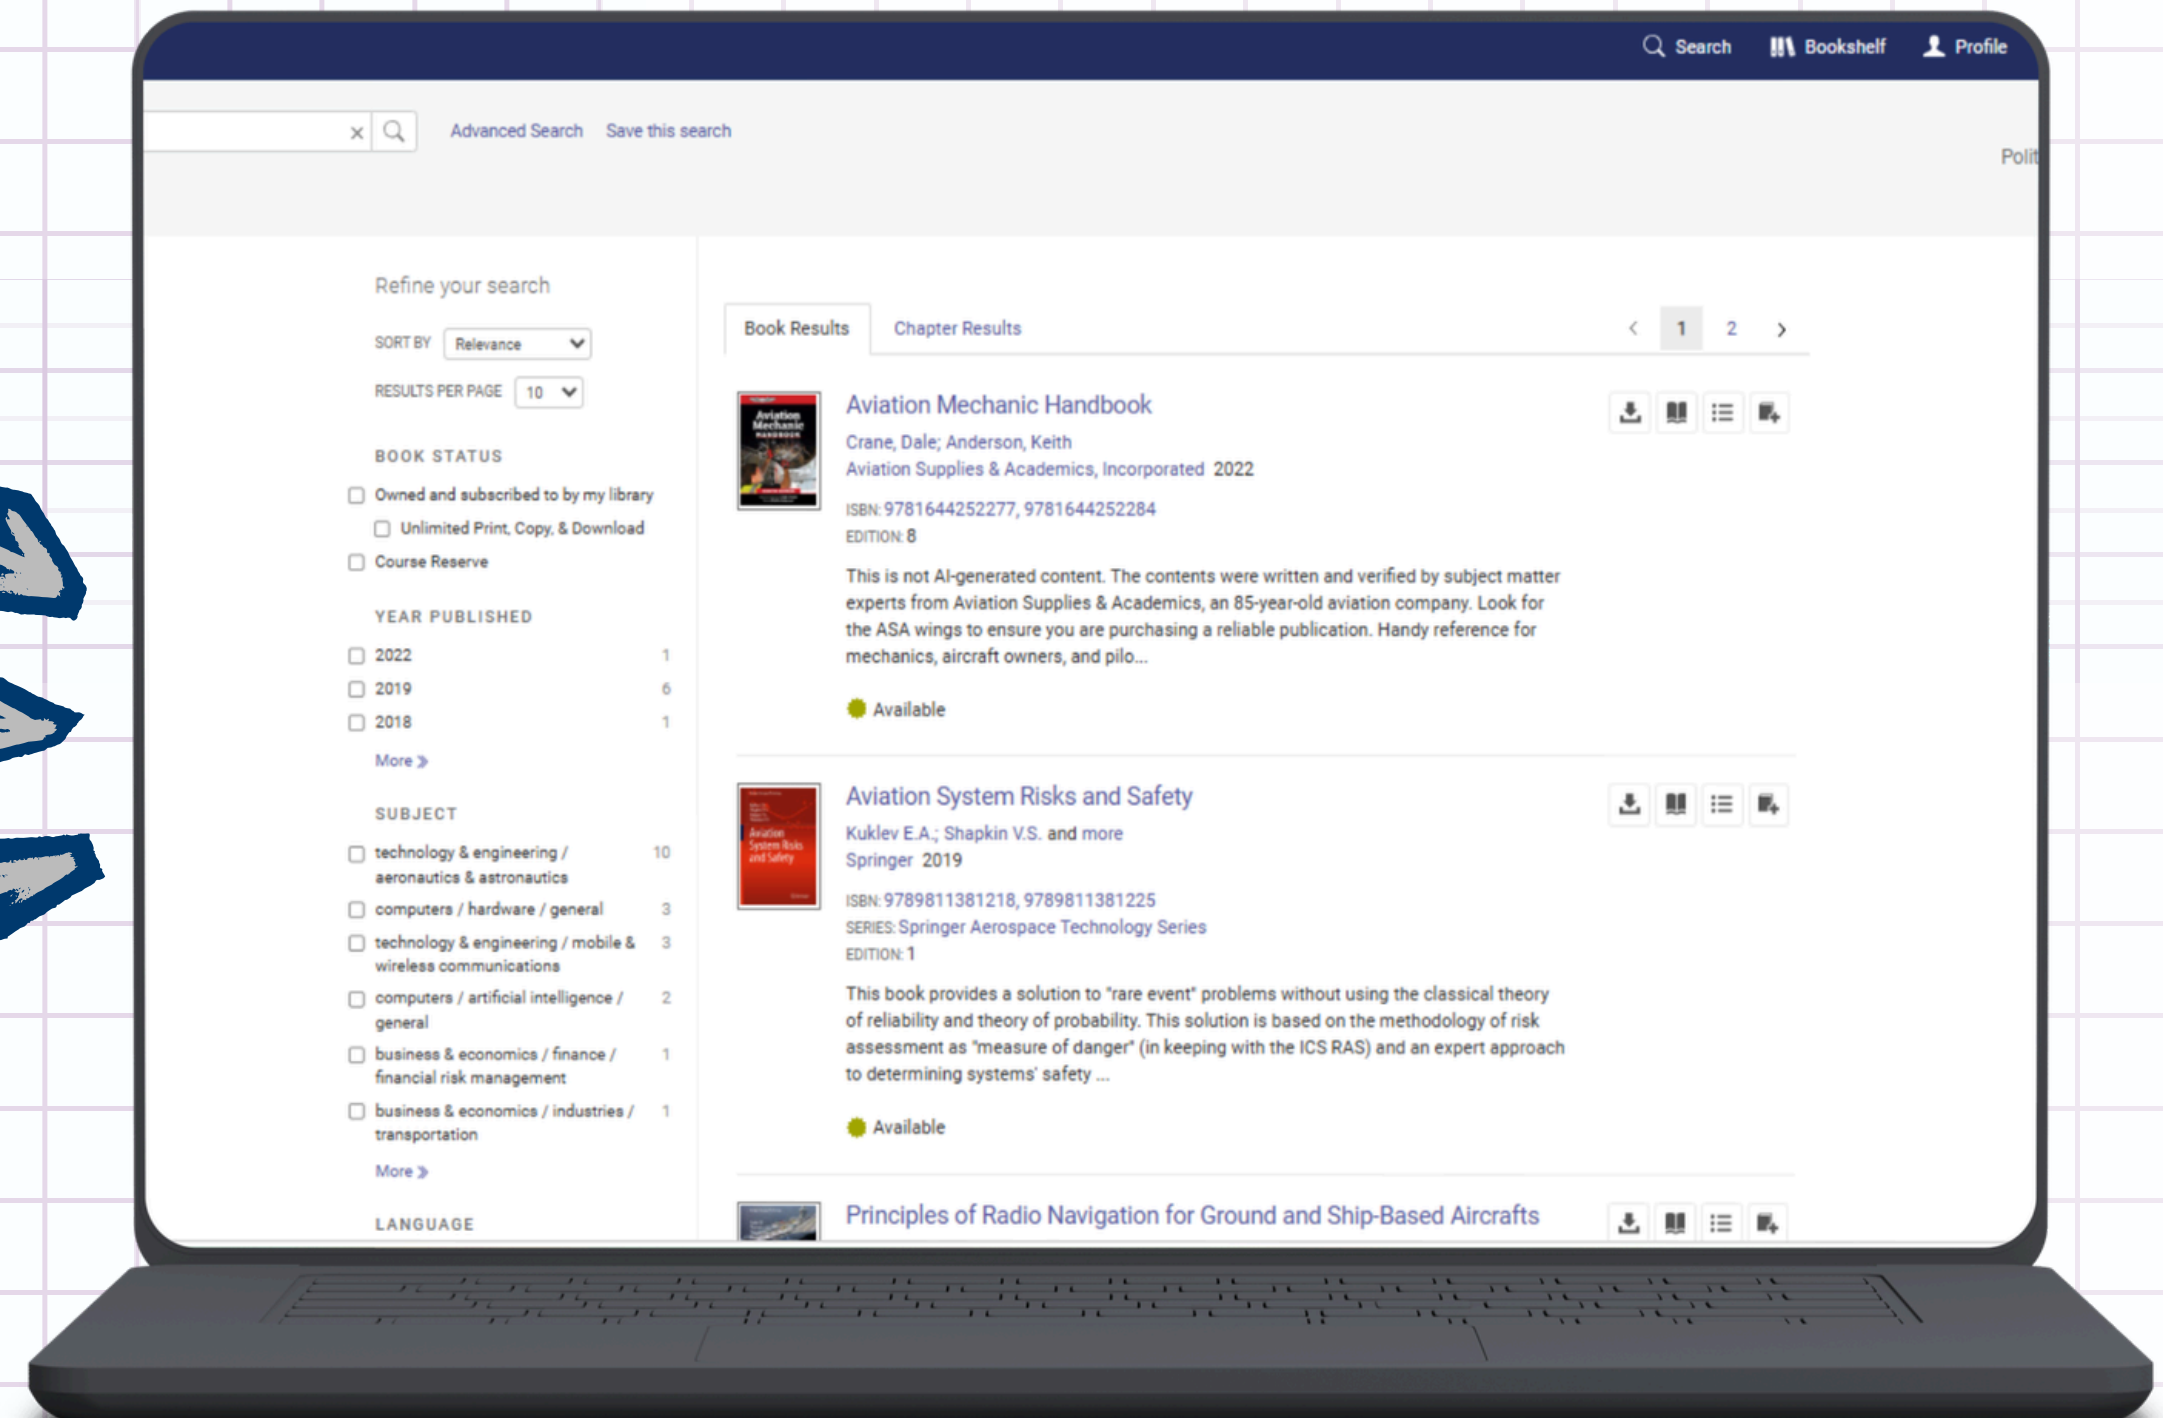 Search Bookshelf Profile
Advanced Search Save this search
Polit
Refine your search
SORT BY Relevance
RESULTS PER PAGE 10
BOOK STATUS
Owned and subscribed to by my library
Unlimited Print, Copy, & Download
Course Reserve
YEAR PUBLISHED
2022 1
2019 6
2018 1
More »
SUBJECT
technology & engineering / 10
aeronautics & astronautics
computers / hardware / general 3
technology & engineering / mobile & 3
wireless communications
computers / artificial intelligence / 2
general
business & economics / finance / 1
financial risk management
business & economics / industries / 1
transportation
More »
LANGUAGE
Book Results Chapter Results < 1 2 >
Aviation
Mechanic
HANDBOOK
Aviation Mechanic Handbook
Crane, Dale; Anderson, Keith
Aviation Supplies & Academics, Incorporated 2022
ISBN: 9781644252277, 9781644252284
EDITION: 8
This is not AI-generated content. The contents were written and verified by subject matter
experts from Aviation Supplies & Academics, an 85-year-old aviation company. Look for
the ASA wings to ensure you are purchasing a reliable publication. Handy reference for
mechanics, aircraft owners, and pilo...
Available
Aviation
System Risks
and Safety
Aviation System Risks and Safety
Kuklev E.A.; Shapkin V.S. and more
Springer 2019
ISBN: 9789811381218, 9789811381225
SERIES: Springer Aerospace Technology Series
EDITION: 1
This book provides a solution to "rare event" problems without using the classical theory
of reliability and theory of probability. This solution is based on the methodology of risk
assessment as "measure of danger" (in keeping with the ICS RAS) and an expert approach
to determining systems' safety ...
Available
Principles of Radio Navigation for Ground and Ship-Based Aircrafts